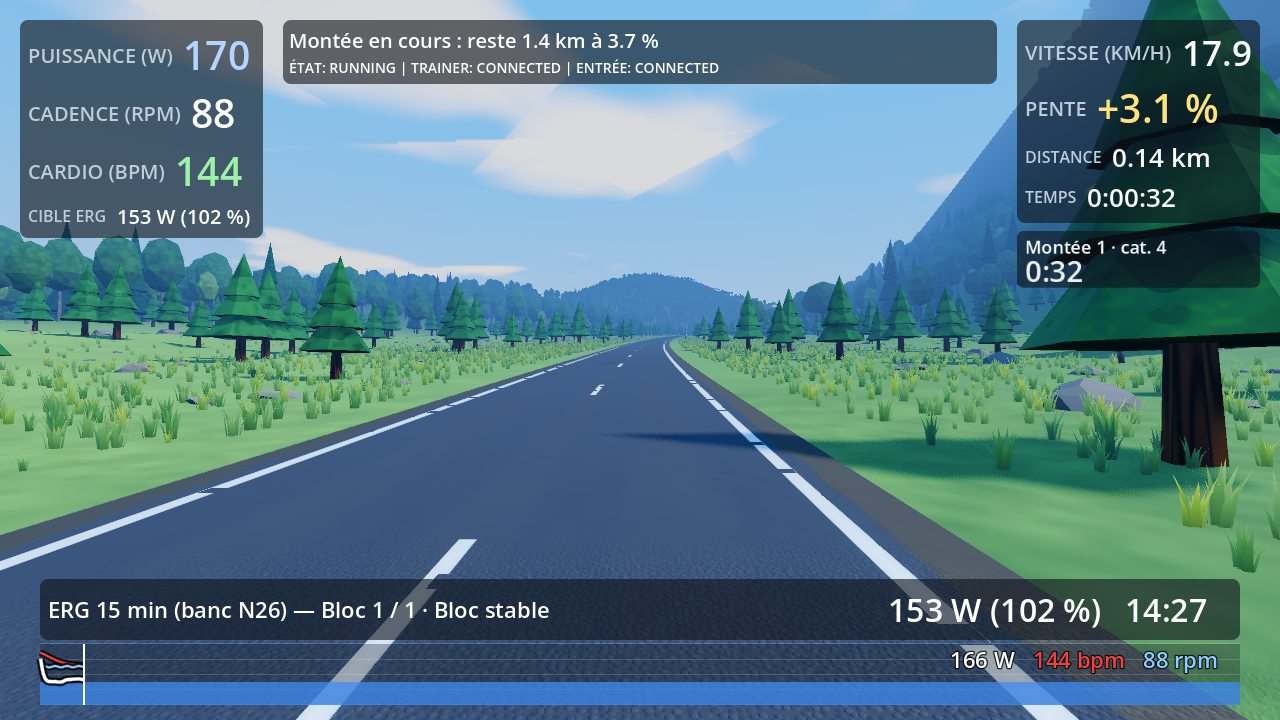 PUISSANCE (W) 170
CADENCE (RPM) 88
CARDIO (BPM) 144
CIBLE ERG 153 W (102 %)
Montée en cours : reste 1.4 km à 3.7 %
ÉTAT: RUNNING | TRAINER: CONNECTED | ENTRÉE: CONNECTED
VITESSE (KM/H) 17.9
PENTE +3.1 %
DISTANCE 0.14 km
TEMPS 0:00:32
Montée 1 · cat. 4
0:32
ERG 15 min (banc N26) — Bloc 1 / 1 · Bloc stable 153 W (102 %) 14:27
166 W 144 bpm 88 rpm